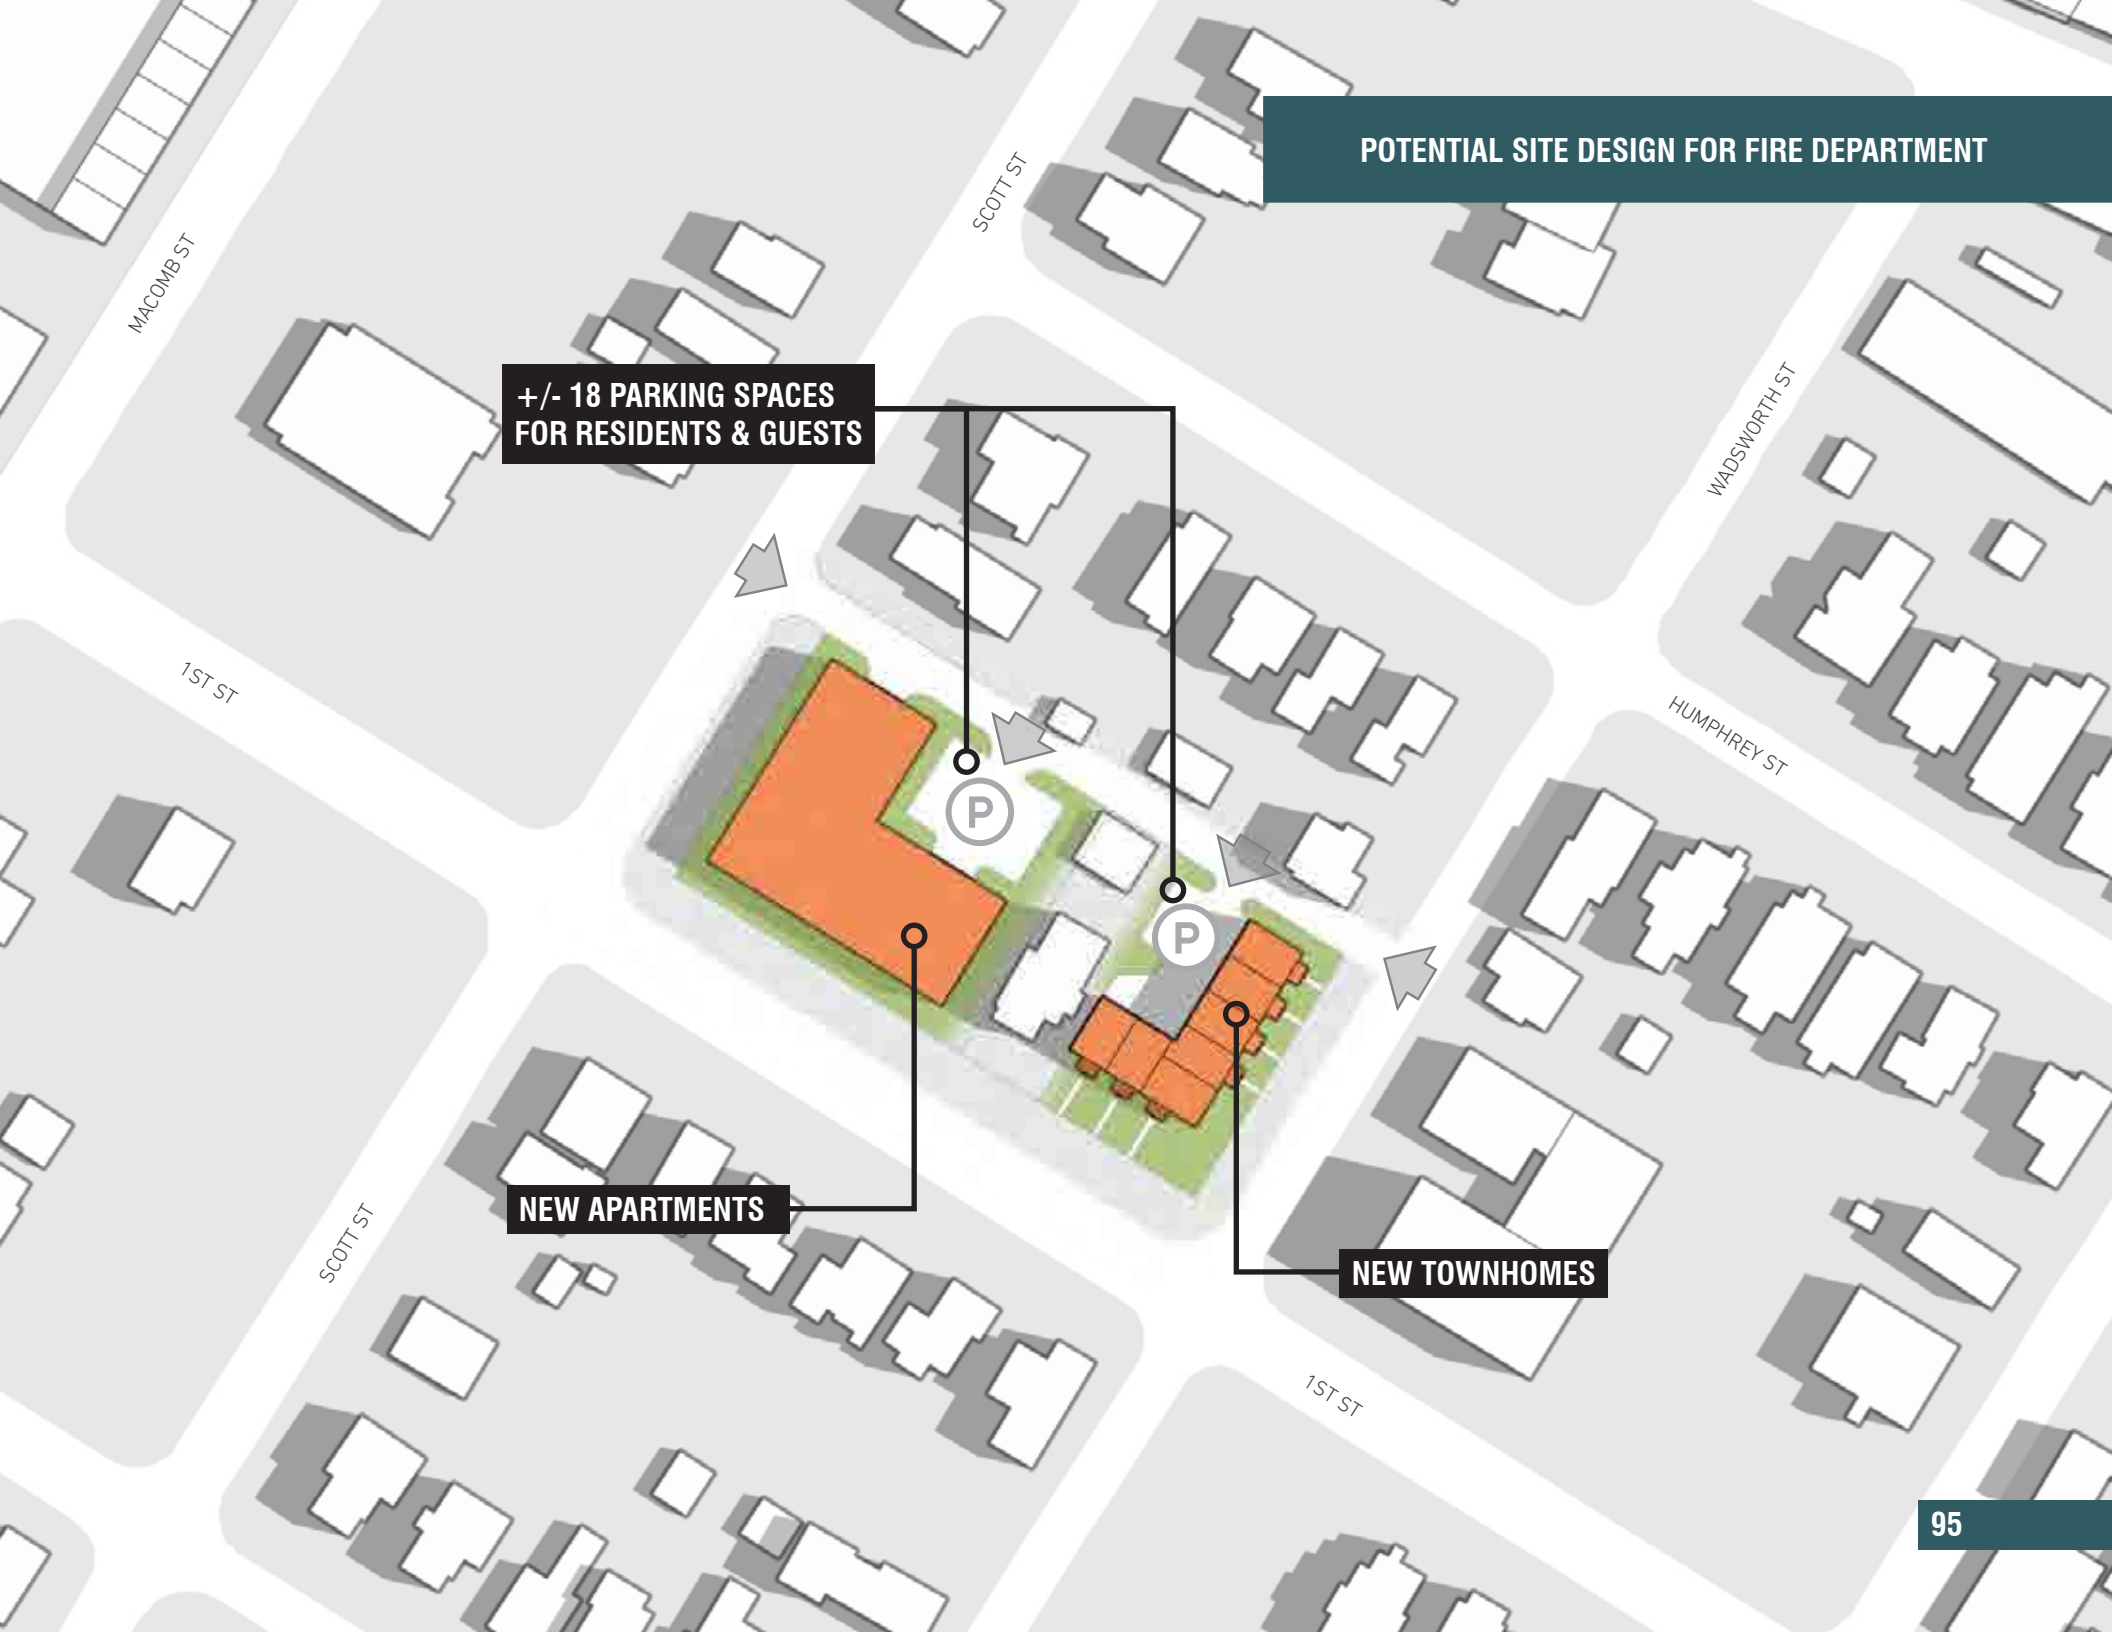 POTENTIAL SITE DESIGN FOR FIRE DEPARTMENT
SCOTT ST
MACOMB ST
+/- 18 PARKING SPACES
FOR RESIDENTS & GUESTS
WADSWORTH ST
1ST ST
HUMPHREY ST
P
P
NEW APARTMENTS
SCOTT ST
NEW TOWNHOMES
1ST ST
95